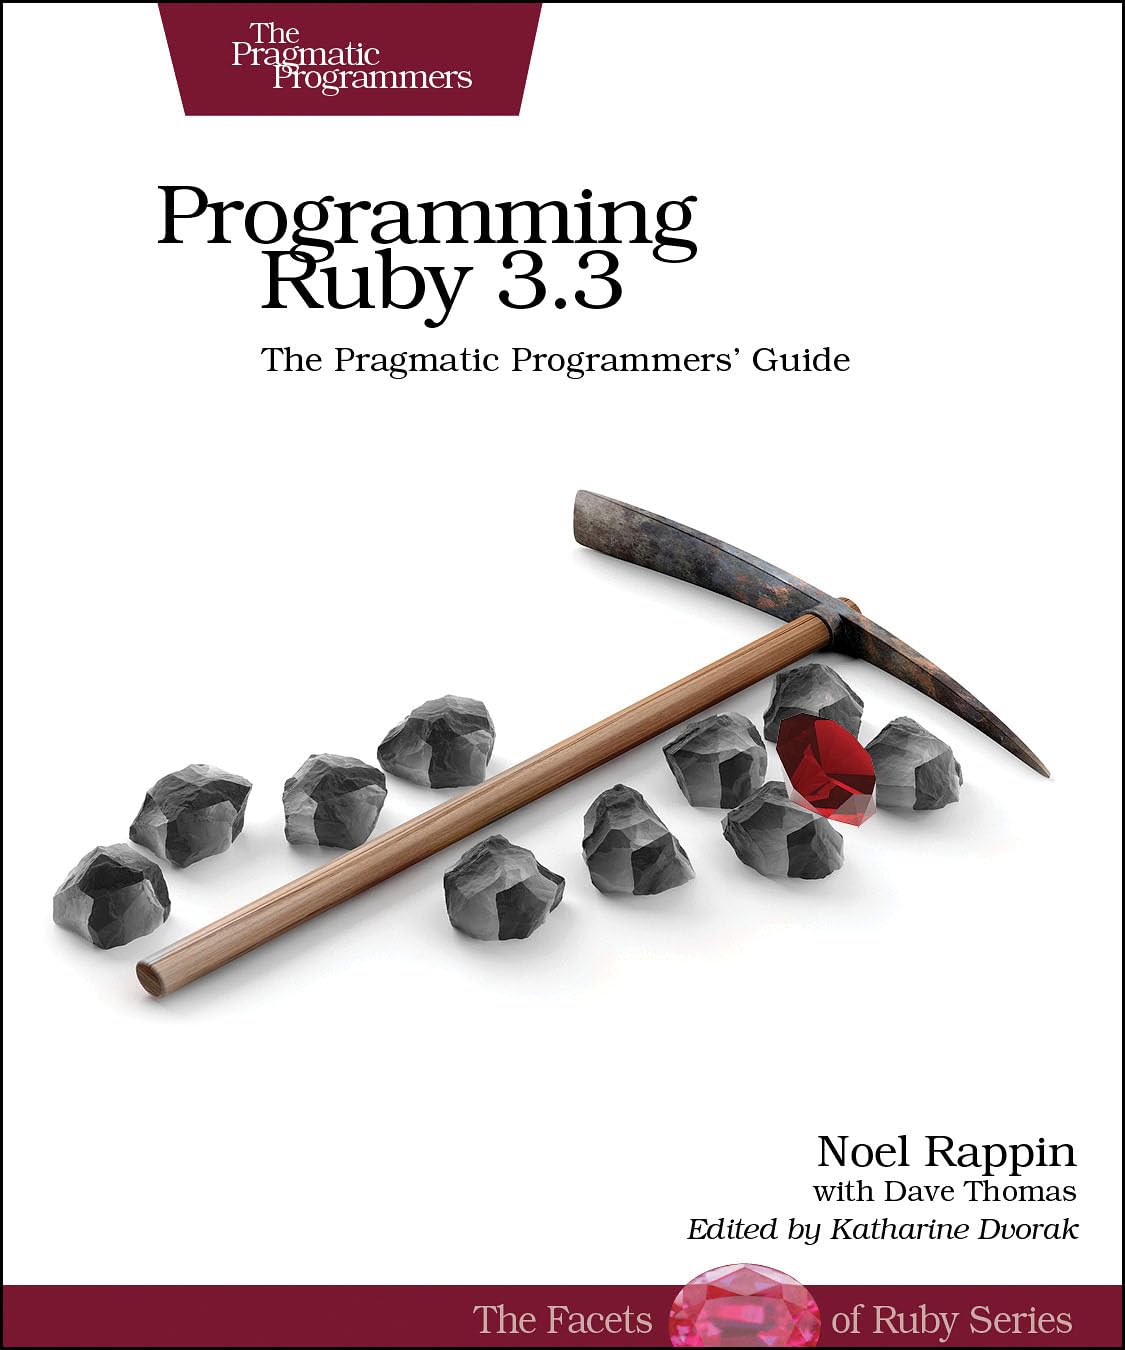 The
Pragmatic
Programmers
Programming
Ruby 3.3
The Pragmatic Programmers’ Guide
Noel Rappin
with Dave Thomas
Edited by Katharine Dvorak
The Facets of Ruby Series